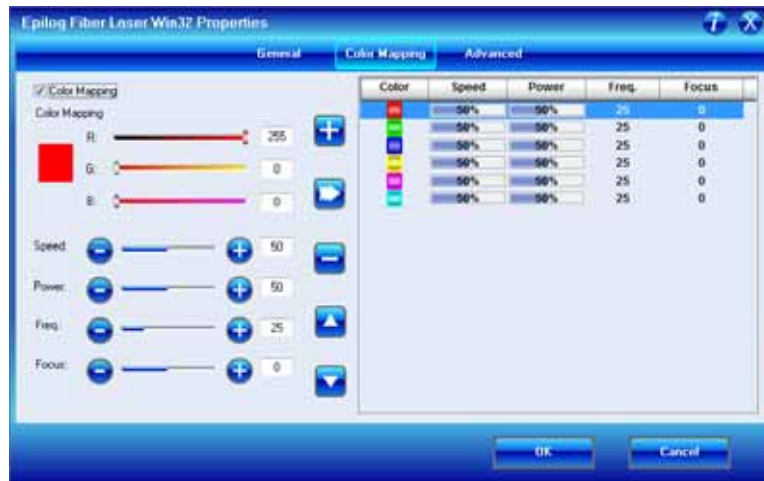 Epilog Fiber Laser Win32 Properties
General Color Mapping Advanced
Color Mapping
Color Mapping
R: 255
G: 0
B: 0
Speed: 50
Power: 50
Freq.: 25
Focus: 0
Color Speed Power Freq. Focus
50% 50% 25 0
50% 50% 25 0
50% 50% 25 0
50% 50% 25 0
50% 50% 25 0
50% 50% 25 0
OK Cancel